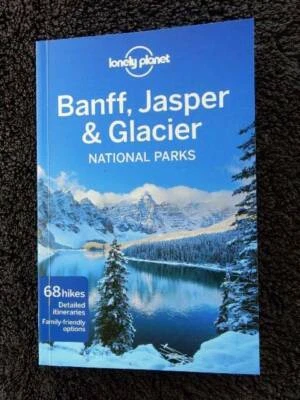 lonely planet
Banff, Jasper
& Glacier
NATIONAL PARKS
68 hikes
Detailed
itineraries
Family-friendly
options